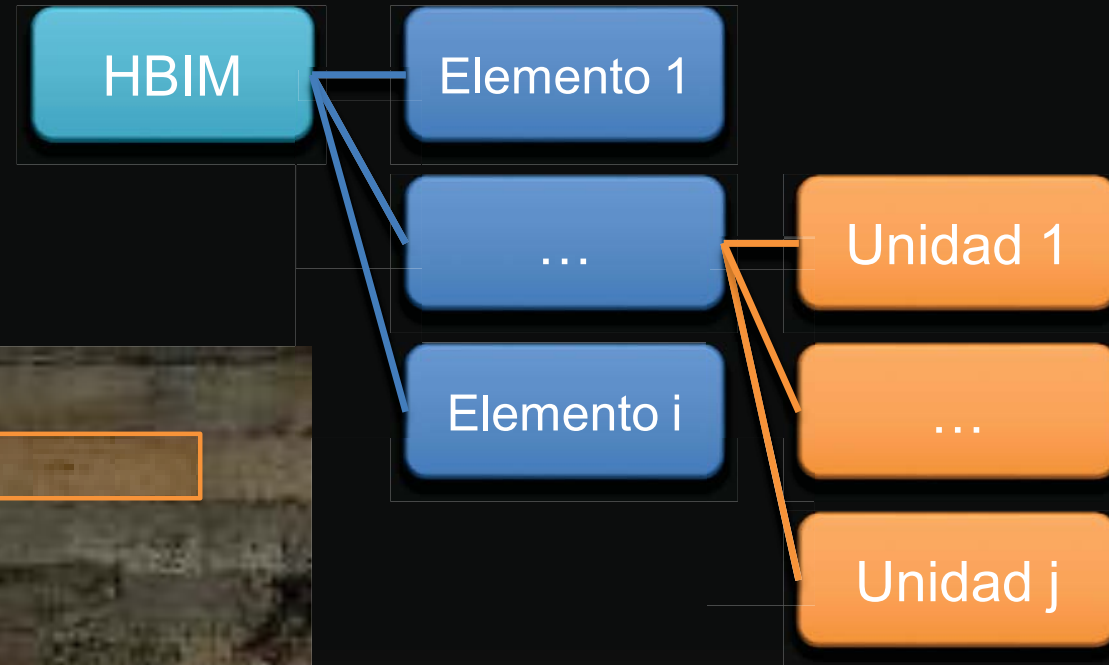 HBIM
Elemento 1
...
Elemento i
Unidad 1
...
Unidad j